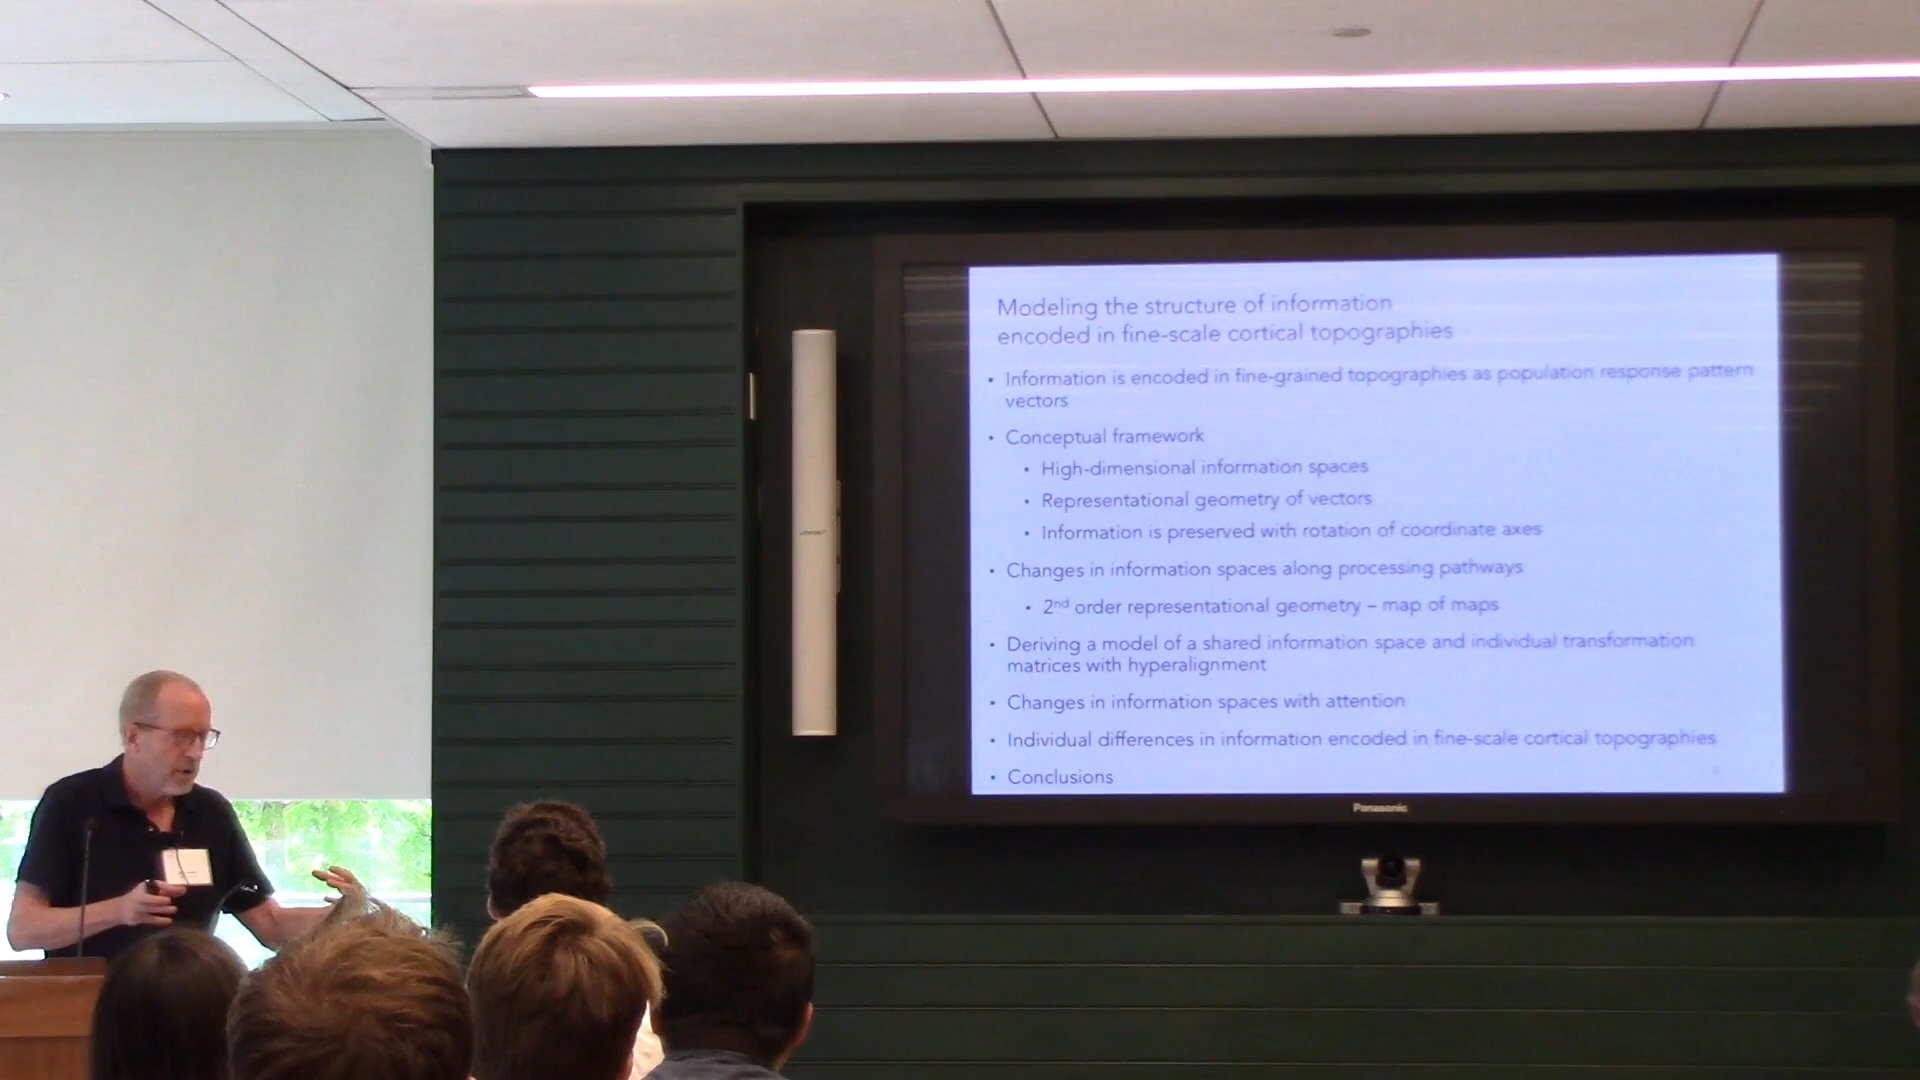 Modeling the structure of information
encoded in fine-scale cortical topographies
• Information is encoded in fine-grained topographies as population response pattern
vectors
• Conceptual framework
• High-dimensional information spaces
• Representational geometry of vectors
• Information is preserved with rotation of coordinate axes
• Changes in information spaces along processing pathways
• 2nd order representational geometry – map of maps
• Deriving a model of a shared information space and individual transformation
matrices with hyperalignment
• Changes in information spaces with attention
• Individual differences in information encoded in fine-scale cortical topographies
• Conclusions
Panasonic